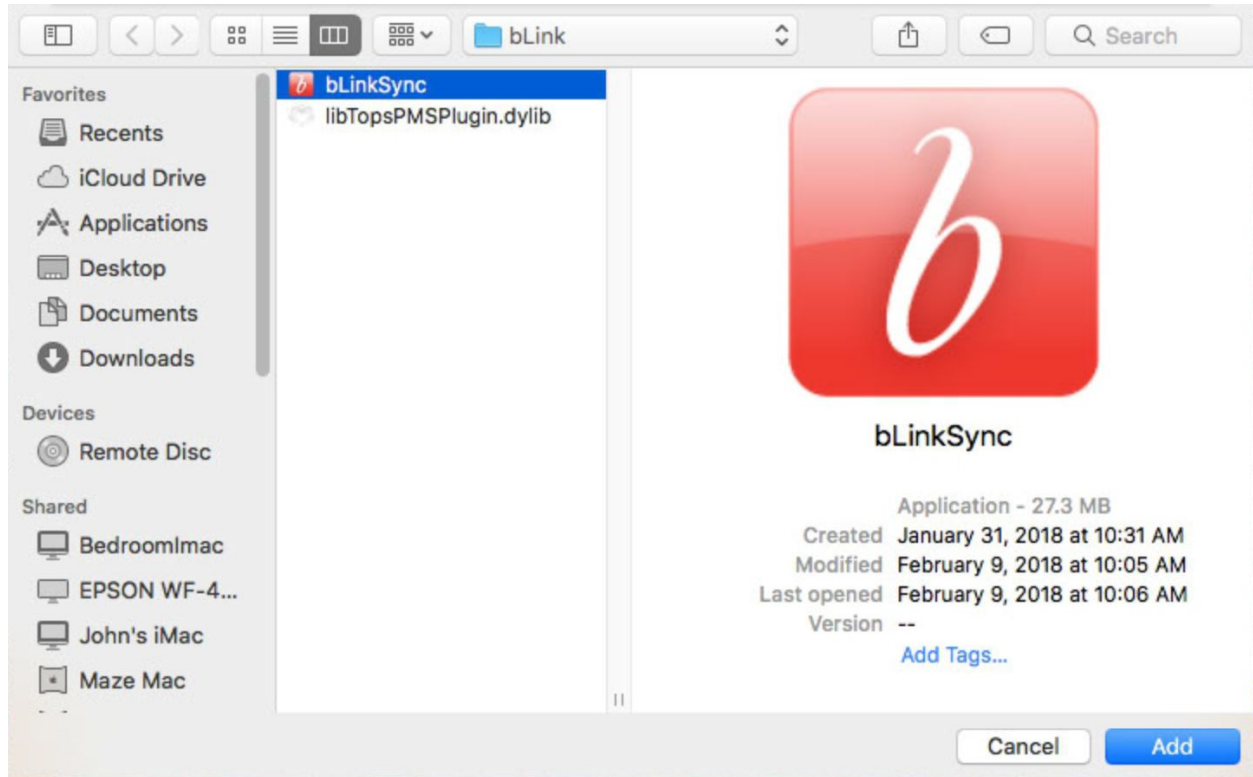 bLink
Search
Favorites
Recents
iCloud Drive
Applications
Desktop
Documents
Downloads
Devices
Remote Disc
Shared
BedroomImac
EPSON WF-4...
John's iMac
Maze Mac
bLinkSync
libTopsPMSPlugin.dylib
b
bLinkSync
Application - 27.3 MB
Created January 31, 2018 at 10:31 AM
Modified February 9, 2018 at 10:05 AM
Last opened February 9, 2018 at 10:06 AM
Version --
Add Tags...
Cancel Add